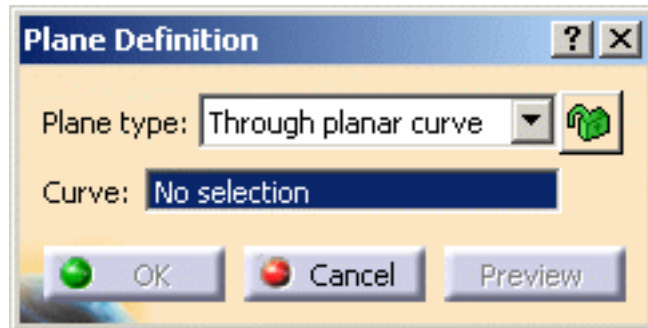 Plane Definition
Plane type: Through planar curve
Curve: No selection
OK Cancel Preview